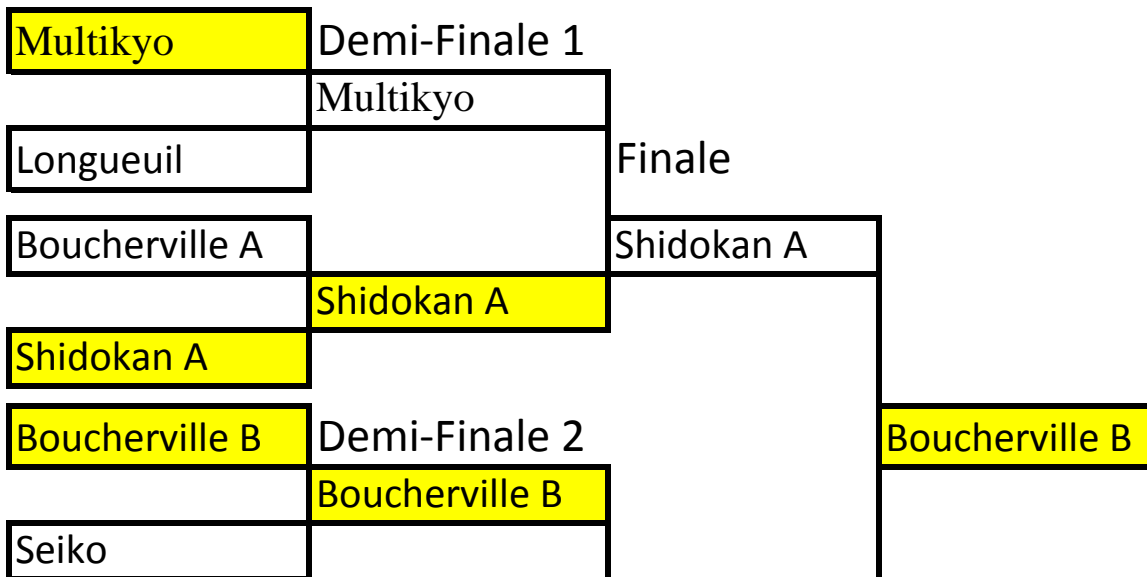 Multikyo Demi-Finale 1
Multikyo
Longueuil Finale
Boucherville A Shidokan A
Shidokan A
Shidokan A
Boucherville B Demi-Finale 2 Boucherville B
Boucherville B
Seiko